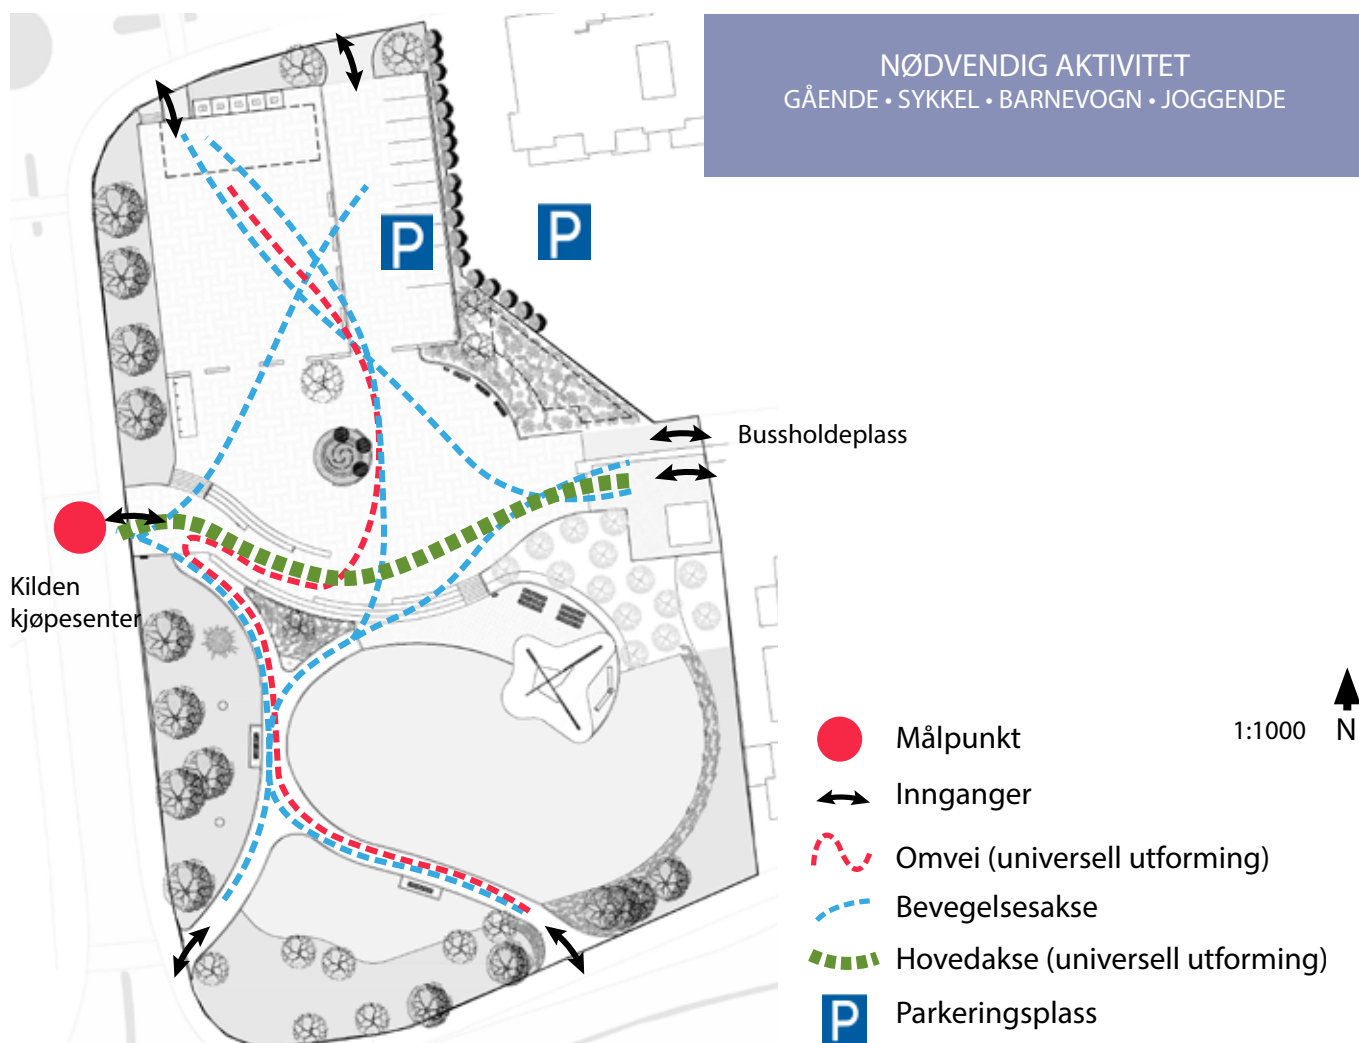 NØDVENDIG AKTIVITET
GÅENDE • SYKKEL • BARNEVOGN • JOGGENDE
P
P
Bussholdeplass
Kilden
kjøpesenter
Målpunkt
1:1000
N
Innganger
Omvei (universell utforming)
Bevegelsesakse
Hovedakse (universell utforming)
P
Parkeringsplass